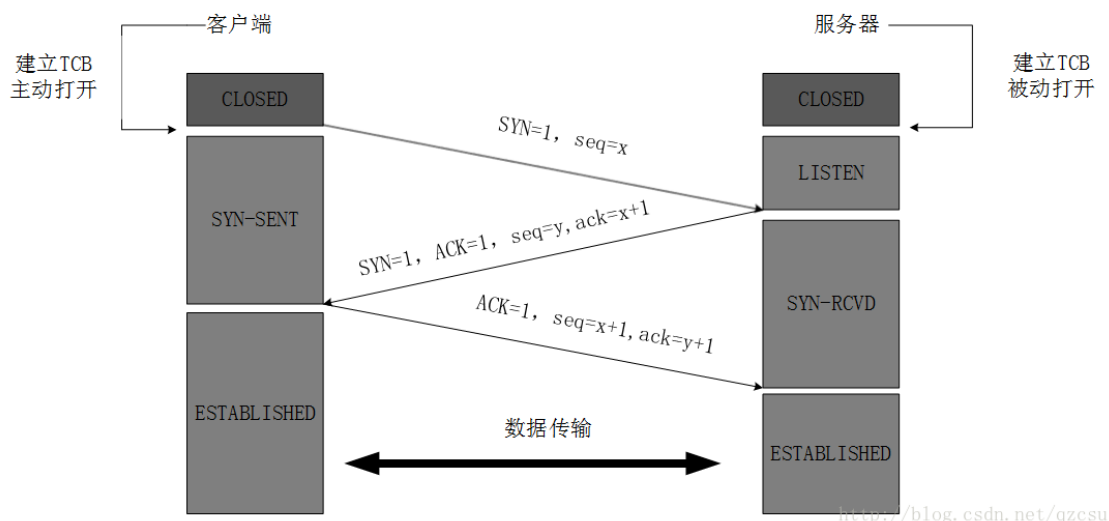 客户端
服务器
建立TCB
主动打开
建立TCB
被动打开
CLOSED
CLOSED
SYN=1, seq=x
LISTEN
SYN-SENT
SYN=1, ACK=1, seq=y,ack=x+1
SYN-RCVD
ACK=1, seq=x+1,ack=y+1
ESTABLISHED
数据传输
ESTABLISHED
http://blog.csdn.net/qzcsu